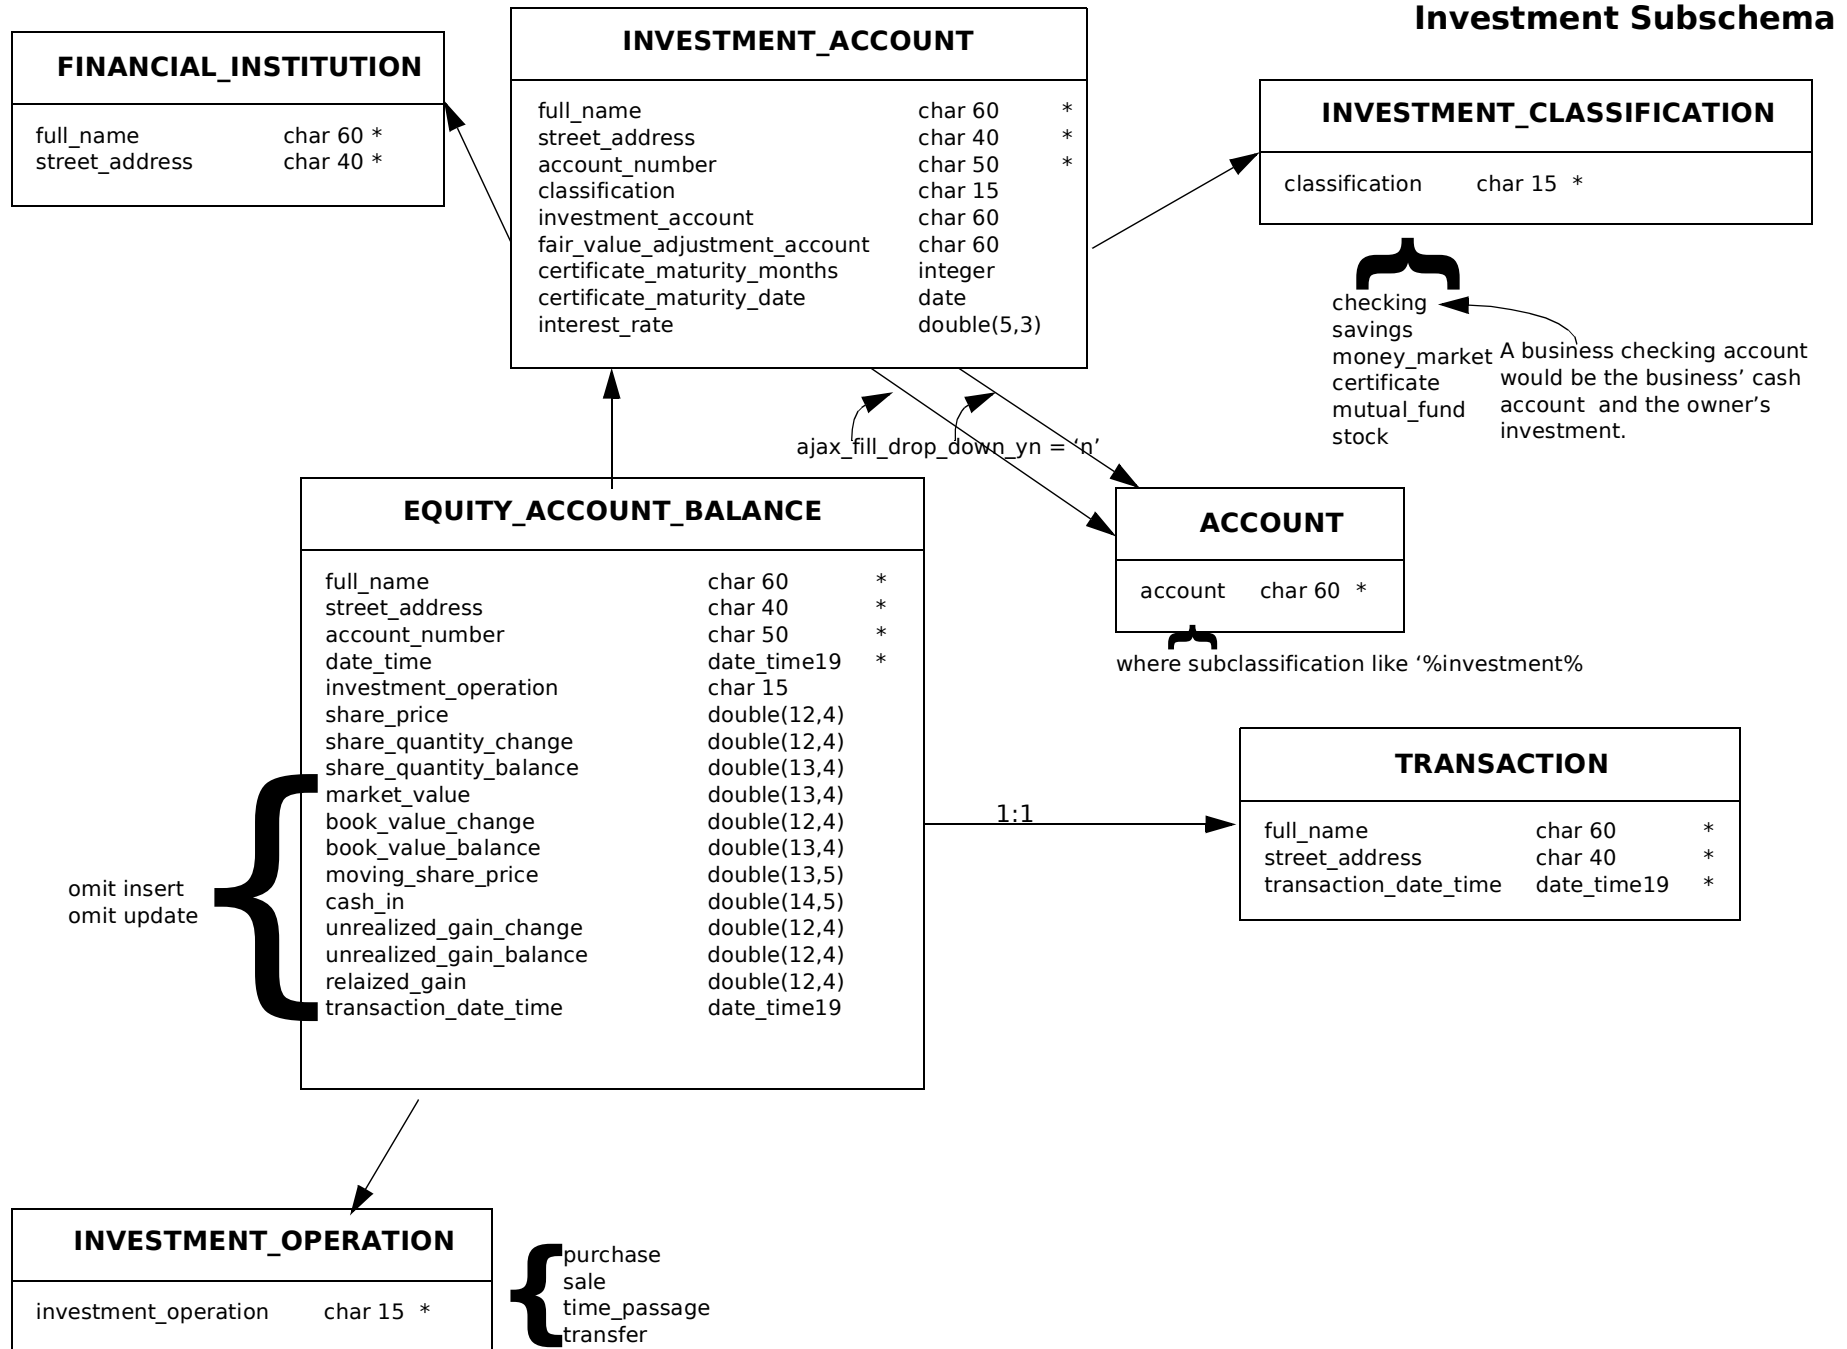 Investment Subschema
FINANCIAL_INSTITUTION
full_name char 60 *
street_address char 40 *
INVESTMENT_ACCOUNT
full_name char 60 *
street_address char 40 *
account_number char 50 *
classification char 15
investment_account char 60
fair_value_adjustment_account char 60
certificate_maturity_months integer
certificate_maturity_date date
interest_rate double(5,3)
INVESTMENT_CLASSIFICATION
classification char 15 *
checking
savings
money_market
certificate
mutual_fund
stock
A business checking account
would be the business’ cash
account and the owner’s
investment.
ajax_fill_drop_down_yn = ‘n’
ACCOUNT
account char 60 *
where subclassification like ‘%investment%
EQUITY_ACCOUNT_BALANCE
full_name char 60 *
street_address char 40 *
account_number char 50 *
date_time date_time19 *
investment_operation char 15
share_price double(12,4)
share_quantity_change double(12,4)
share_quantity_balance double(13,4)
market_value double(13,4)
book_value_change double(12,4)
book_value_balance double(13,4)
moving_share_price double(13,5)
cash_in double(14,5)
unrealized_gain_change double(12,4)
unrealized_gain_balance double(12,4)
relaized_gain double(12,4)
transaction_date_time date_time19
omit insert
omit update
1:1
TRANSACTION
full_name char 60 *
street_address char 40 *
transaction_date_time date_time19 *
INVESTMENT_OPERATION
investment_operation char 15 *
purchase
sale
time_passage
transfer